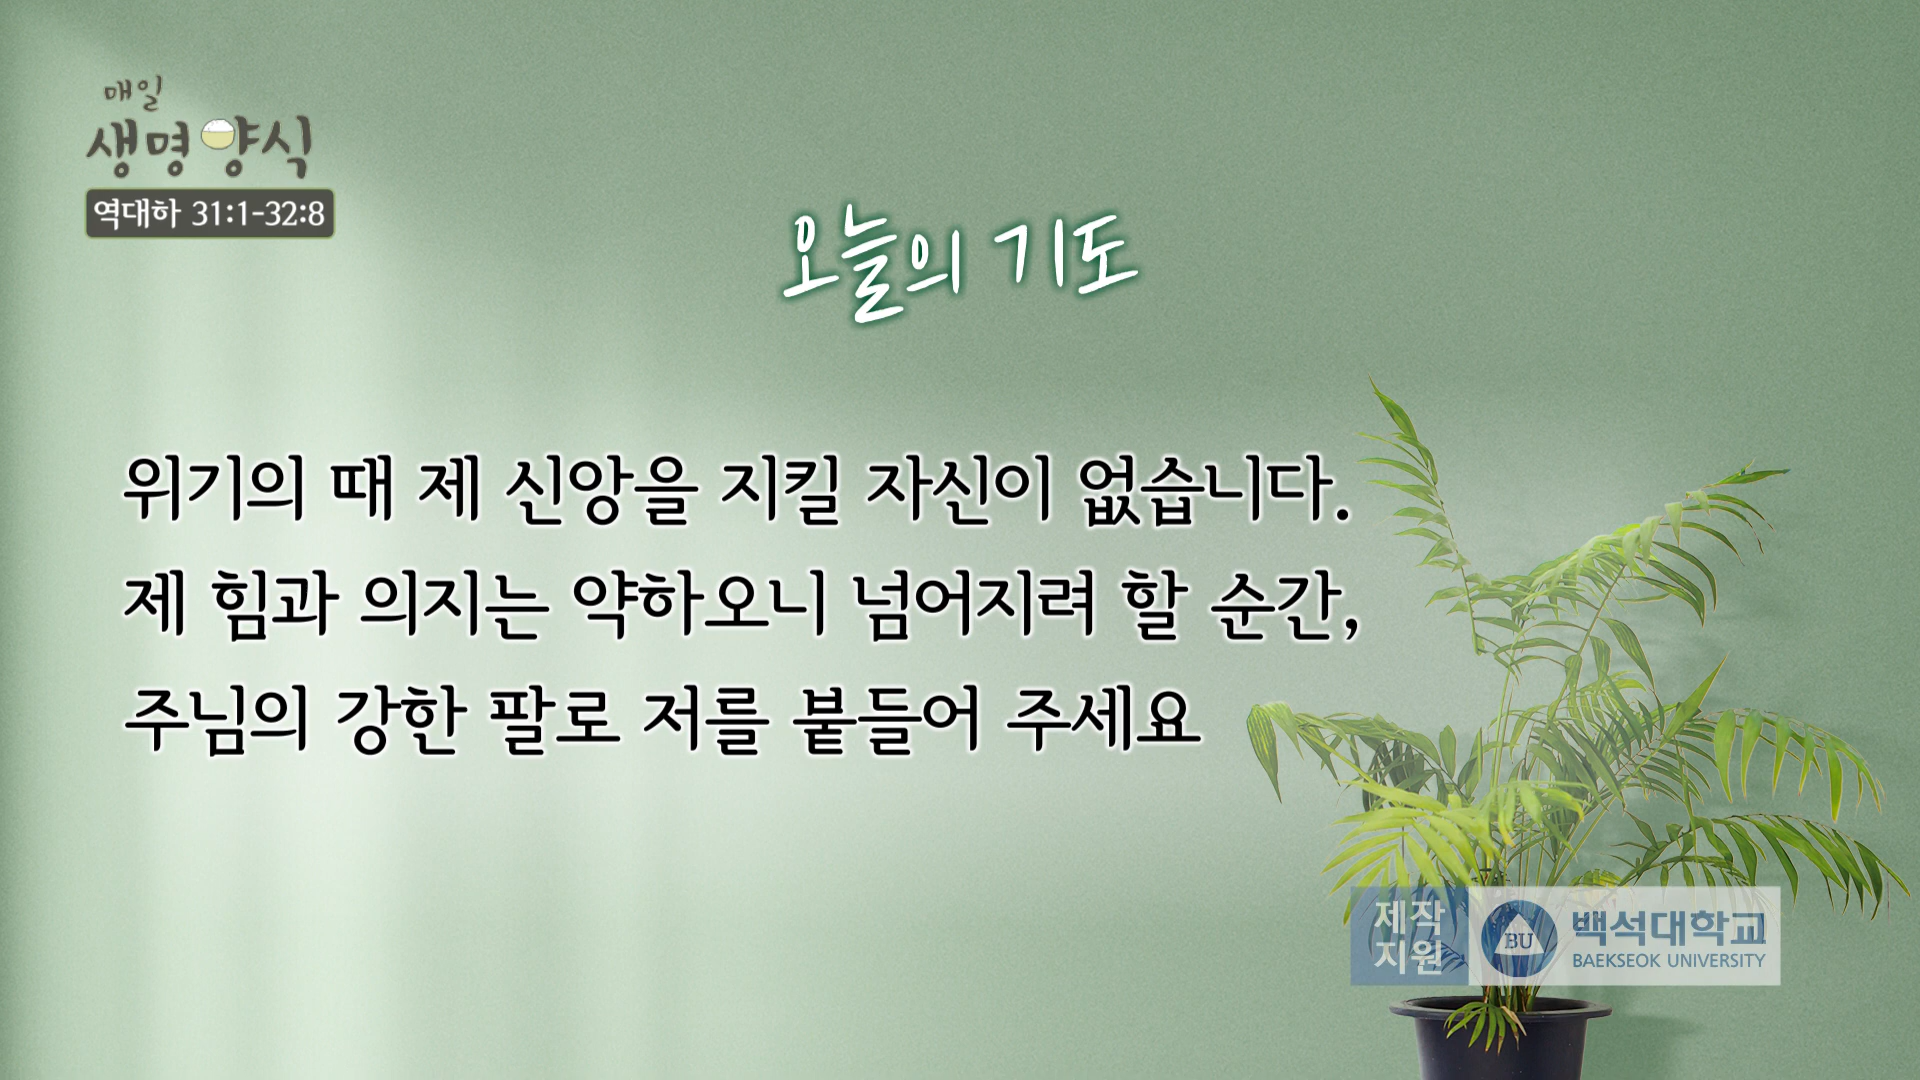 매일
생명양식
역대하 31:1-32:8
오늘의 기도
위기의 때 제 신앙을 지킬 자신이 없습니다.
제 힘과 의지는 약하오니 넘어지려 할 순간,
주님의 강한 팔로 저를 붙들어 주세요
제작
지원
BU
백석대학교
BAEKSEOK UNIVERSITY